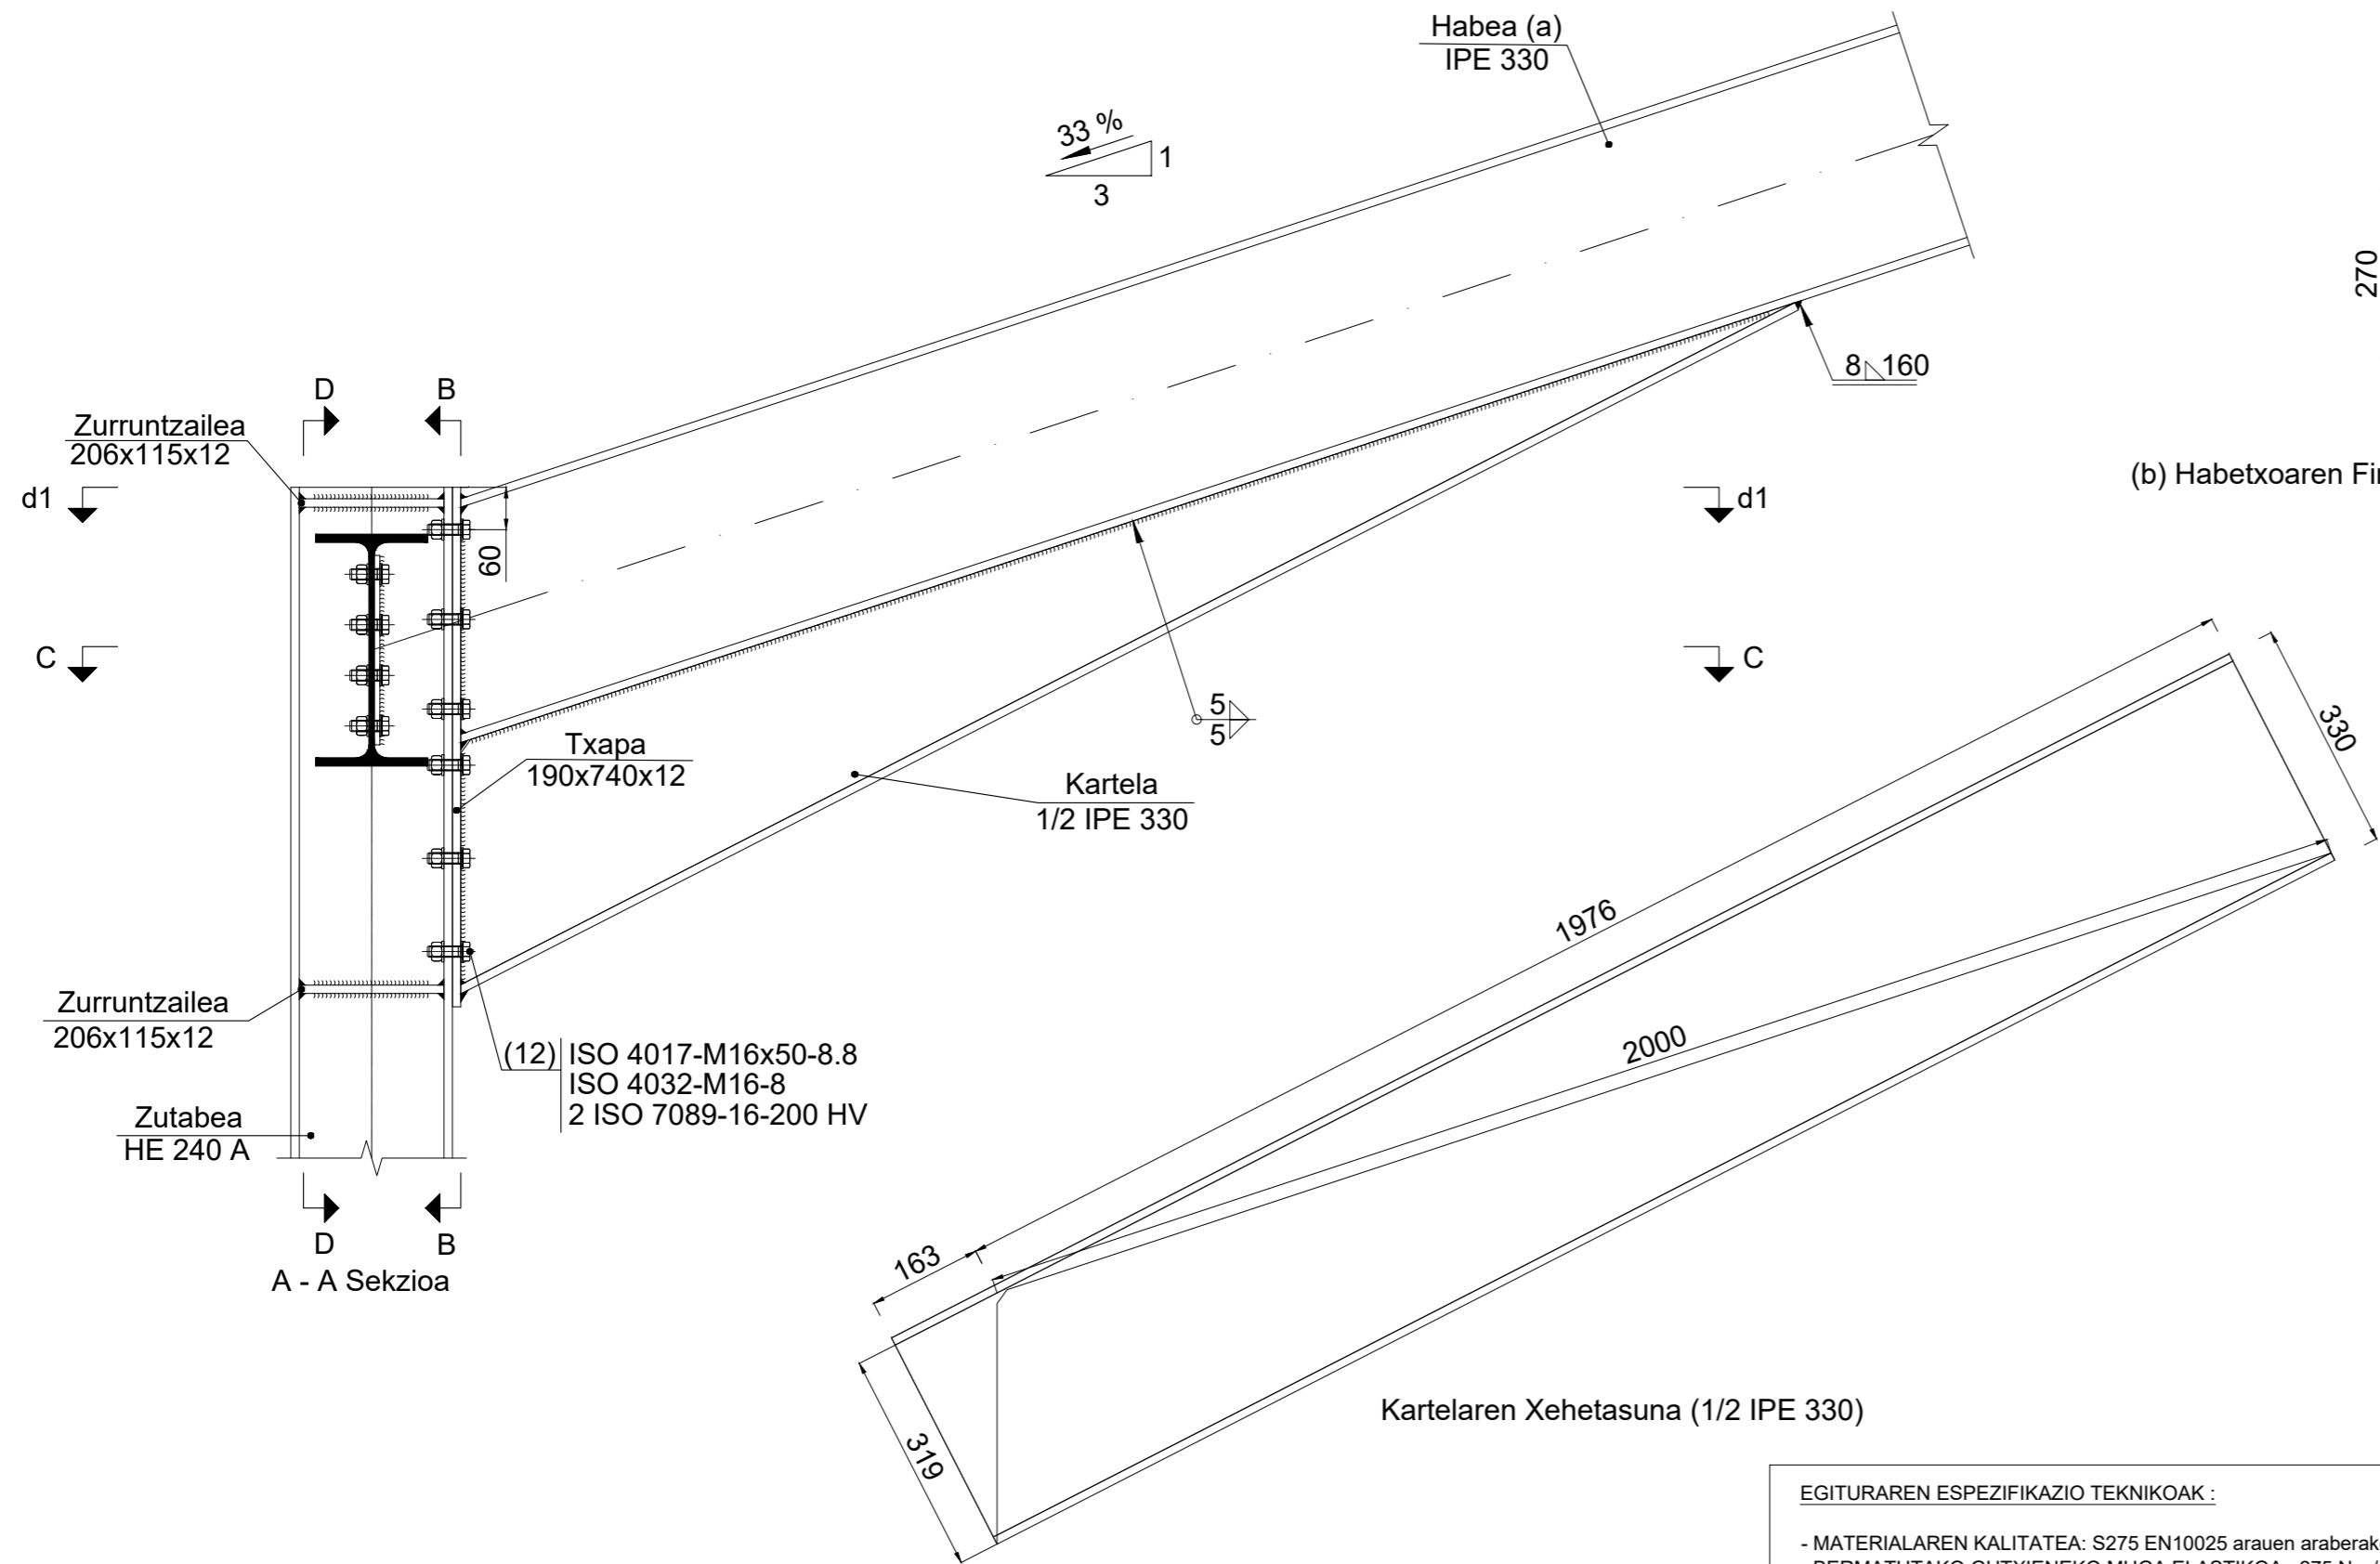 Habea (a)
IPE 330
33 %
1
3
270
8 160
D
B
Zurruntzailea
206x115x12
d1
d1
(b) Habetxoaren
60
C
C
5
5
Txapa
190x740x12
Kartela
1/2 IPE 330
330
1976
2000
Zurruntzailea
206x115x12
(12)
ISO 4017-M16x50-8.8
ISO 4032-M16-8
2 ISO 7089-16-200 HV
Zutabea
HE 240 A
D
B
A - A Sekzioa
163
319
Kartelaren Xehetasuna (1/2 IPE 330)
EGITURAREN ESPEZIFIKAZIO TEKNIKOAK :
- MATERIALAREN KALITATEA: S275 EN10025 arauen araberak